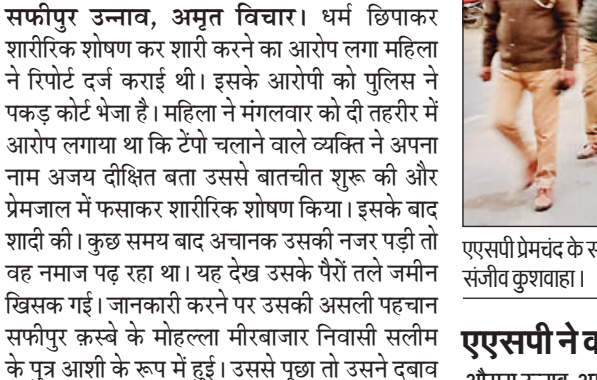 सफीपुर उन्नाव, अमृत विचार। धर्म छिपाकर
शारीरिक शोषण कर शारी करने का आरोप लगा महिला
ने रिपोर्ट दर्ज कराई थी। इसके आरोपी को पुलिस ने
पकड़ कोर्ट भेजा है। महिला ने मंगलवार को दी तहरीर में
आरोप लगाया था कि टेंपो चलाने वाले व्यक्ति ने अपना
नाम अजय दीक्षित बता उससे बातचीत शुरू की और
प्रेमजाल में फसाकर शारीरिक शोषण किया। इसके बाद
शादी की। कुछ समय बाद अचानक उसकी नजर पड़ी तो
वह नमाज पढ़ रहा था। यह देख उसके पैरों तले जमीन
खिसक गई। जानकारी करने पर उसकी असली पहचान
सफीपुर क़स्बे के मोहल्ला मीरबाजार निवासी सलीम
के पुत्र आशी के रूप में हुई। उससे पूछा तो उसने दबाव
एएसपी प्रेमचंद के
संजीव कुशवाहा।
एएसपी ने